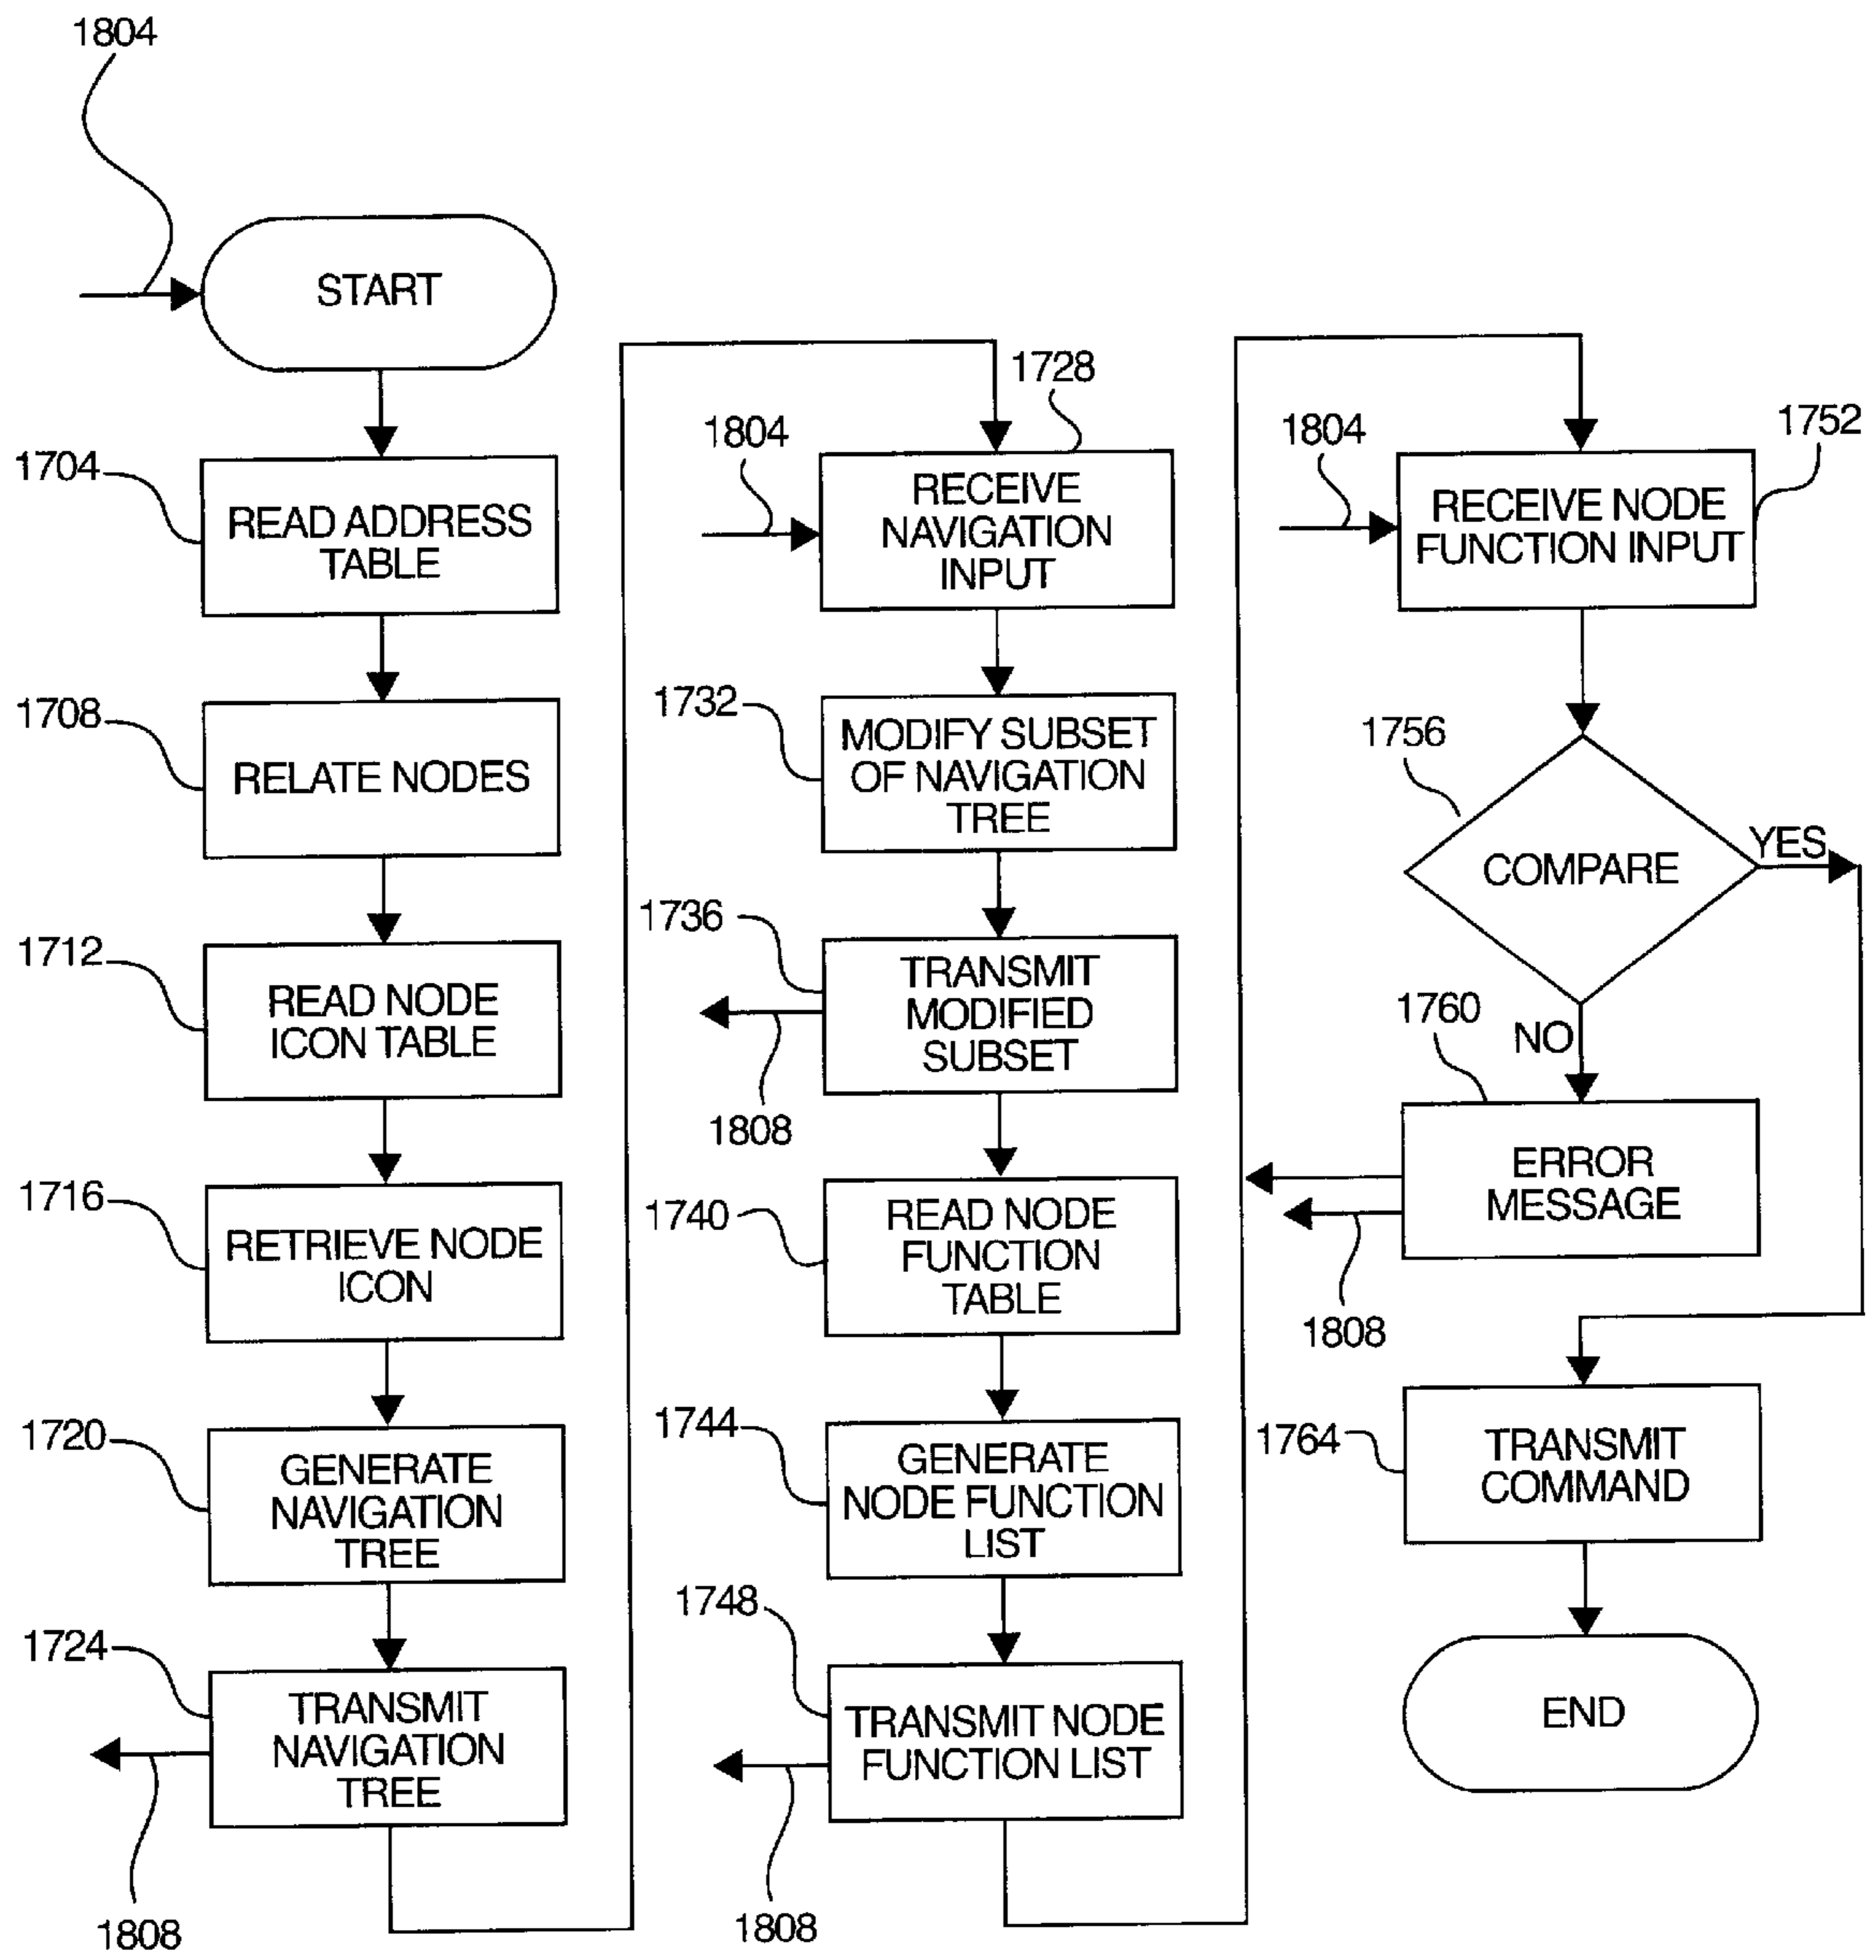 1804
START
1704
READ ADDRESS
TABLE
1708
RELATE NODES
1712
READ NODE
ICON TABLE
1716
RETRIEVE NODE
ICON
1720
GENERATE
NAVIGATION
TREE
1724
TRANSMIT
NAVIGATION
TREE
1808
1728
1804
RECEIVE
NAVIGATION
INPUT
1732
MODIFY SUBSET
OF NAVIGATION
TREE
1736
TRANSMIT
MODIFIED
SUBSET
1808
1740
READ NODE
FUNCTION
TABLE
1744
GENERATE
NODE FUNCTION
LIST
1748
TRANSMIT NODE
FUNCTION LIST
1808
1804
1752
RECEIVE NODE
FUNCTION INPUT
1756
COMPARE
YES
NO
1760
ERROR
MESSAGE
1808
1764
TRANSMIT
COMMAND
END